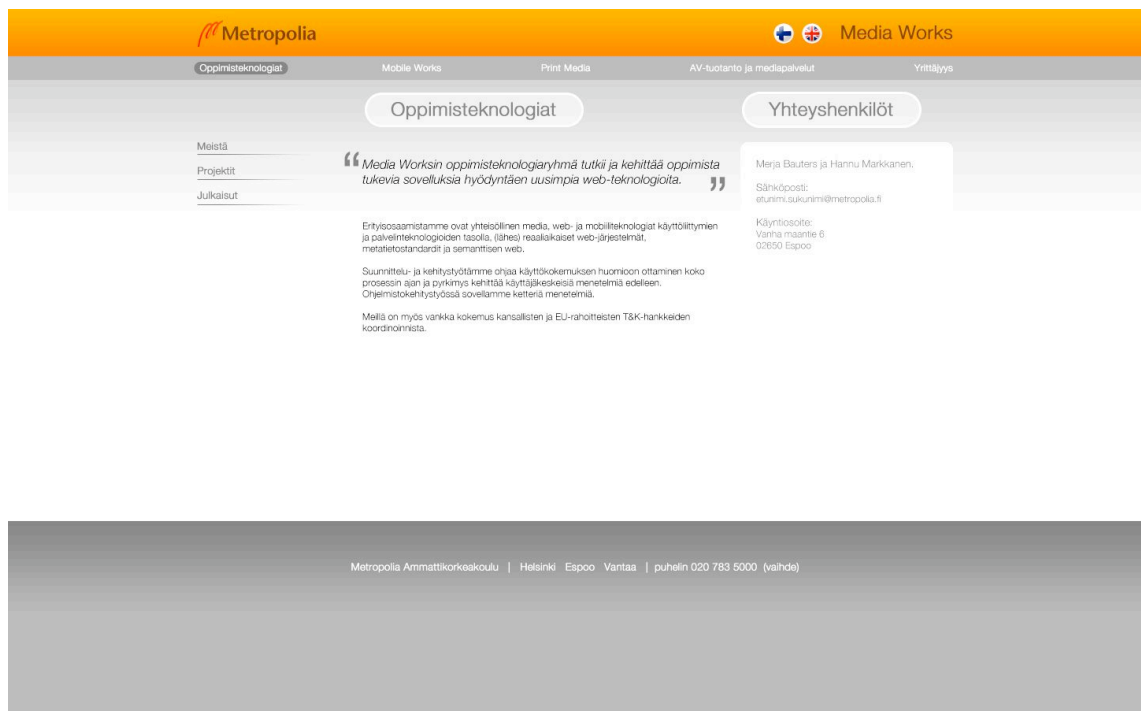 Metropolia
Media Works
Oppimisteknologiat
Mobile Works
Print Media
AV-tuotanto ja mediapalvelut
Yrittäjyys
Oppimisteknologiat
Yhteyshenkilöt
Meistä
Projektit
Julkaisut
“ Media Worksin oppimisteknologiaryhmä tutkii ja kehittää oppimista
tukevia sovelluksia hyödyntäen uusimpia web-teknologioita. ”
Erityisosaamistamme ovat yhteisöllinen media, web- ja mobiiliteknologiat käyttöliittymien
ja palvelinteknologioiden tasolla, (lähes) reaaliaikaiset web-järjestelmät,
metatietostandardit ja semanttisen web.
Suunnittelu- ja kehitystyötämme ohjaa käyttökokemuksen huomioon ottaminen koko
prosessin ajan ja pyrkimys kehittää käyttäjäkeskeisiä menetelmiä edelleen.
Ohjelmistokehitystyössä sovellamme ketteriä menetelmiä.
Meillä on myös vankka kokemus kansallisten ja EU-rahoitteisten T&K-hankkeiden
koordinoinnista.
Merja Bauters ja Hannu Markkanen.
Sähköposti:
etunimi.sukunimi@metropolia.fi
Käyntiosoite:
Vanha maantie 6
02650 Espoo
Metropolia Ammattikorkeakoulu | Helsinki Espoo Vantaa | puhelin 020 783 5000 (vaihde)